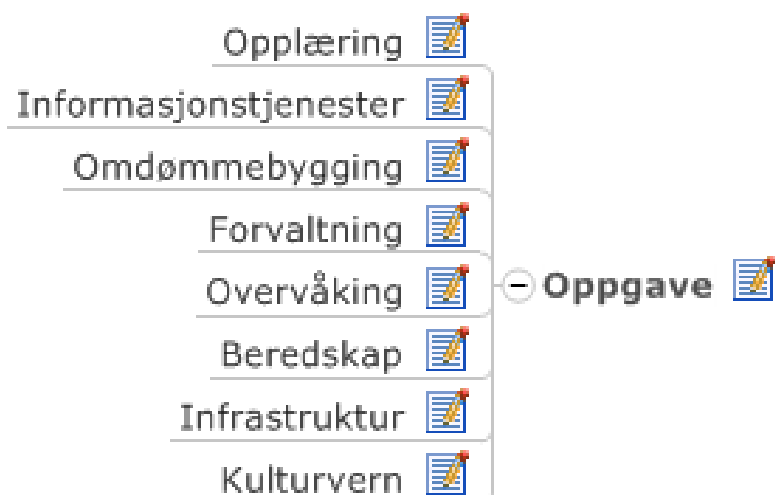 Opplæring
Informasjonstjenester
Omdømmebygging
Forvaltning
Overvåking
Oppgave
Beredskap
Infrastruktur
Kulturvern